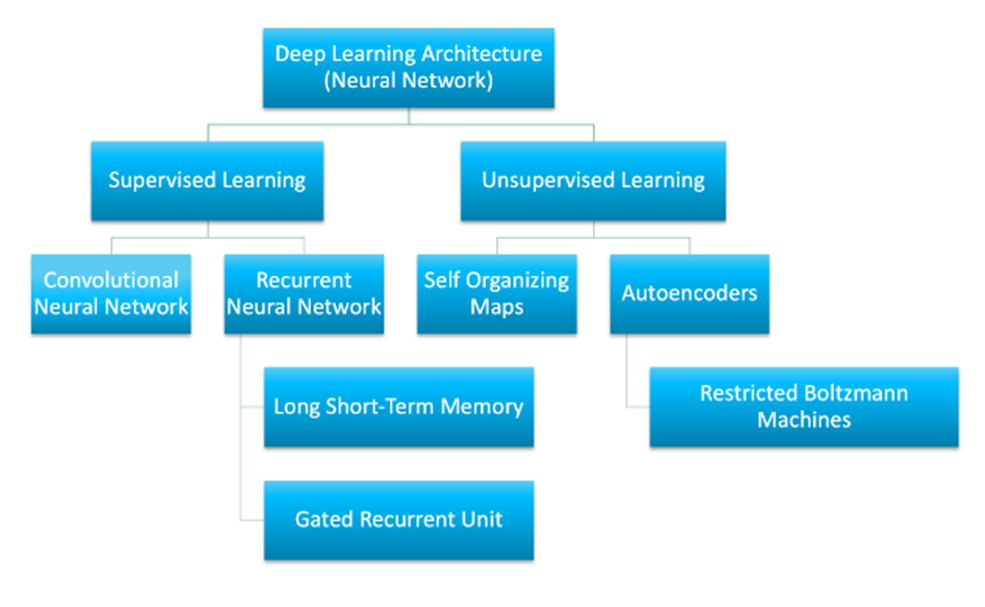 Deep Learning Architecture
(Neural Network)
Supervised Learning
Unsupervised Learning
Convolutional
Neural Network
Recurrent
Neural Network
Self Organizing
Maps
Autoencoders
Long Short-Term Memory
Restricted Boltzmann
Machines
Gated Recurrent Unit